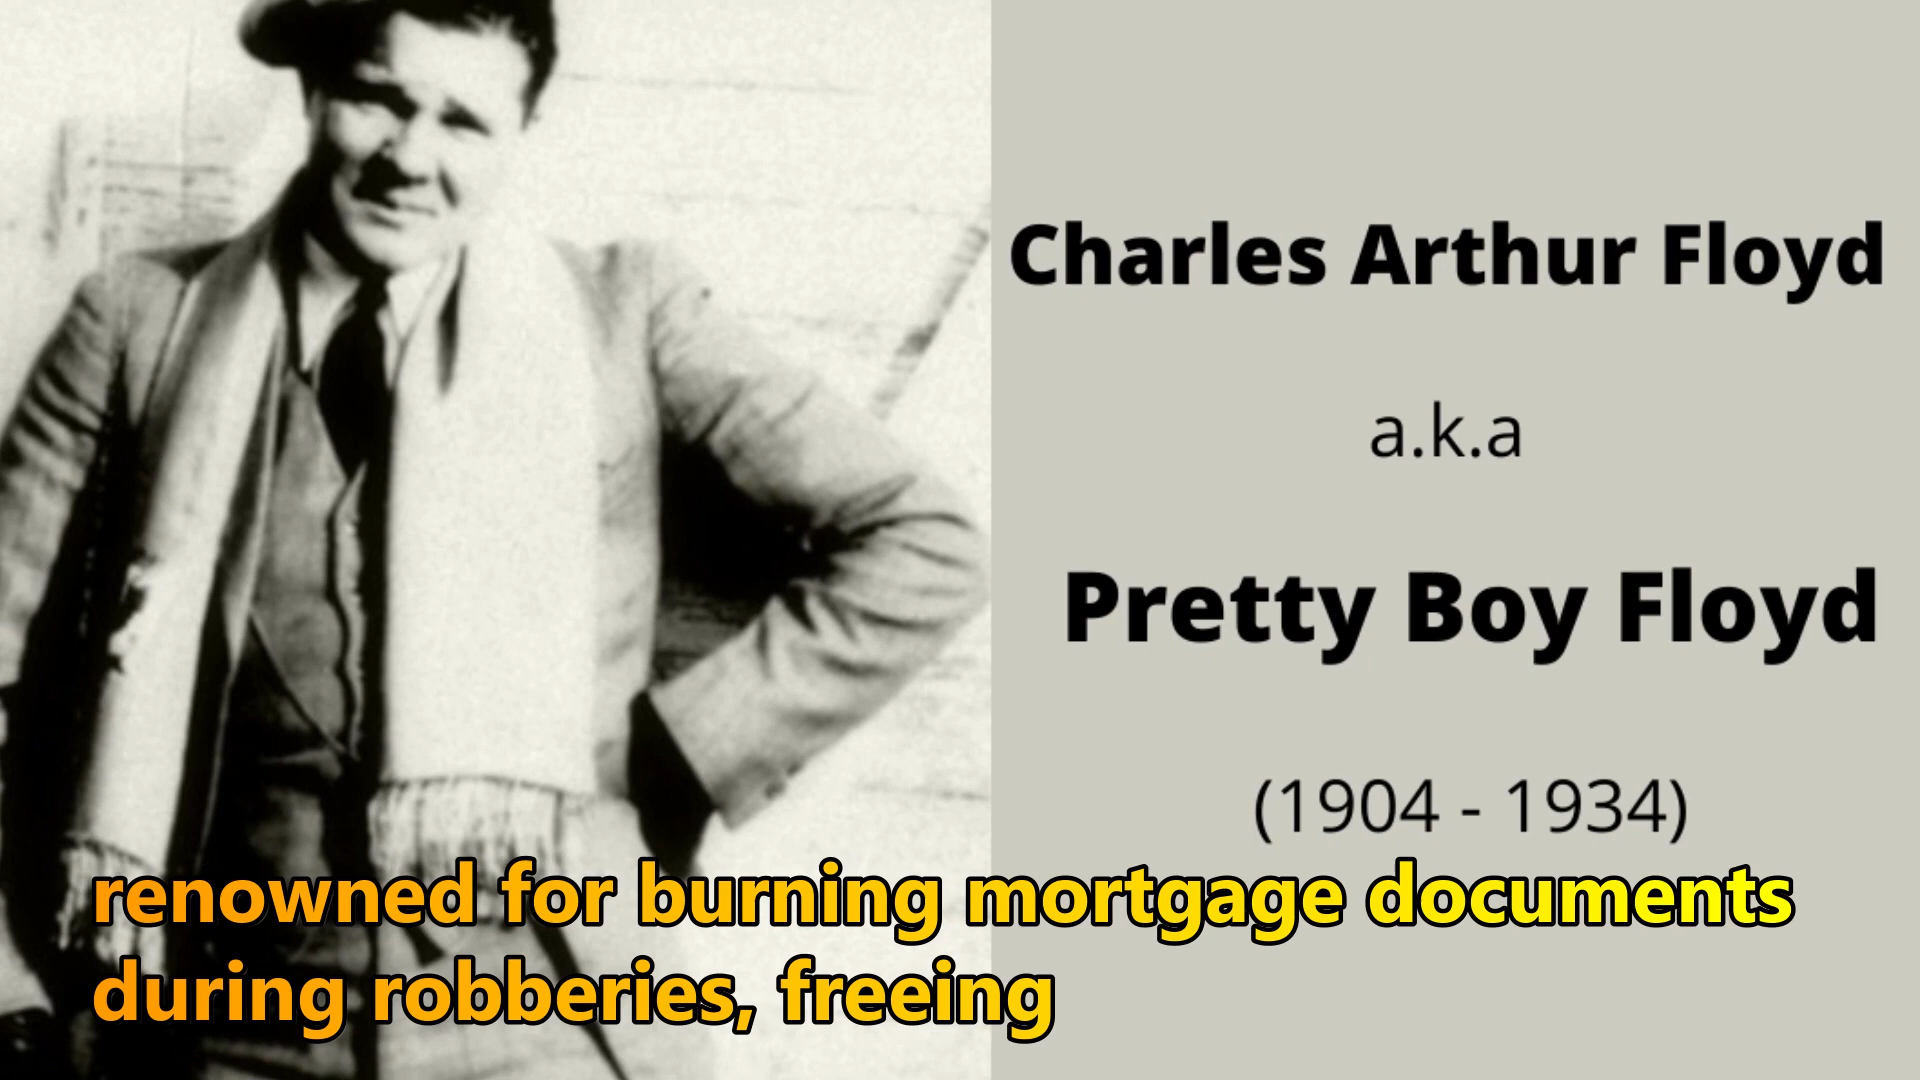 Charles Arthur Floyd
a.k.a
Pretty Boy Floyd
(1904 - 1934)
renowned for burning mortgage documents
during robberies, freeing